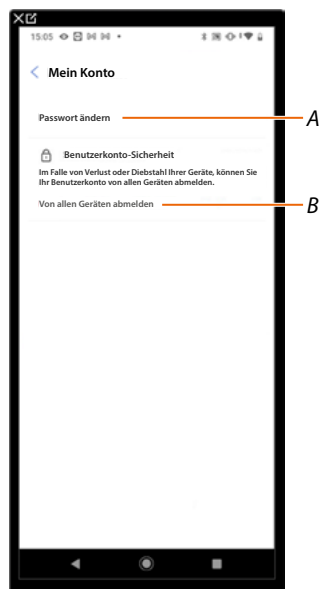 15:05
Mein Konto
Passwort ändern
A
Benutzerkonto-Sicherheit
Im Falle von Verlust oder Diebstahl Ihrer Geräte, können Sie
Ihr Benutzerkonto von allen Geräten abmelden.
Von allen Geräten abmelden
B